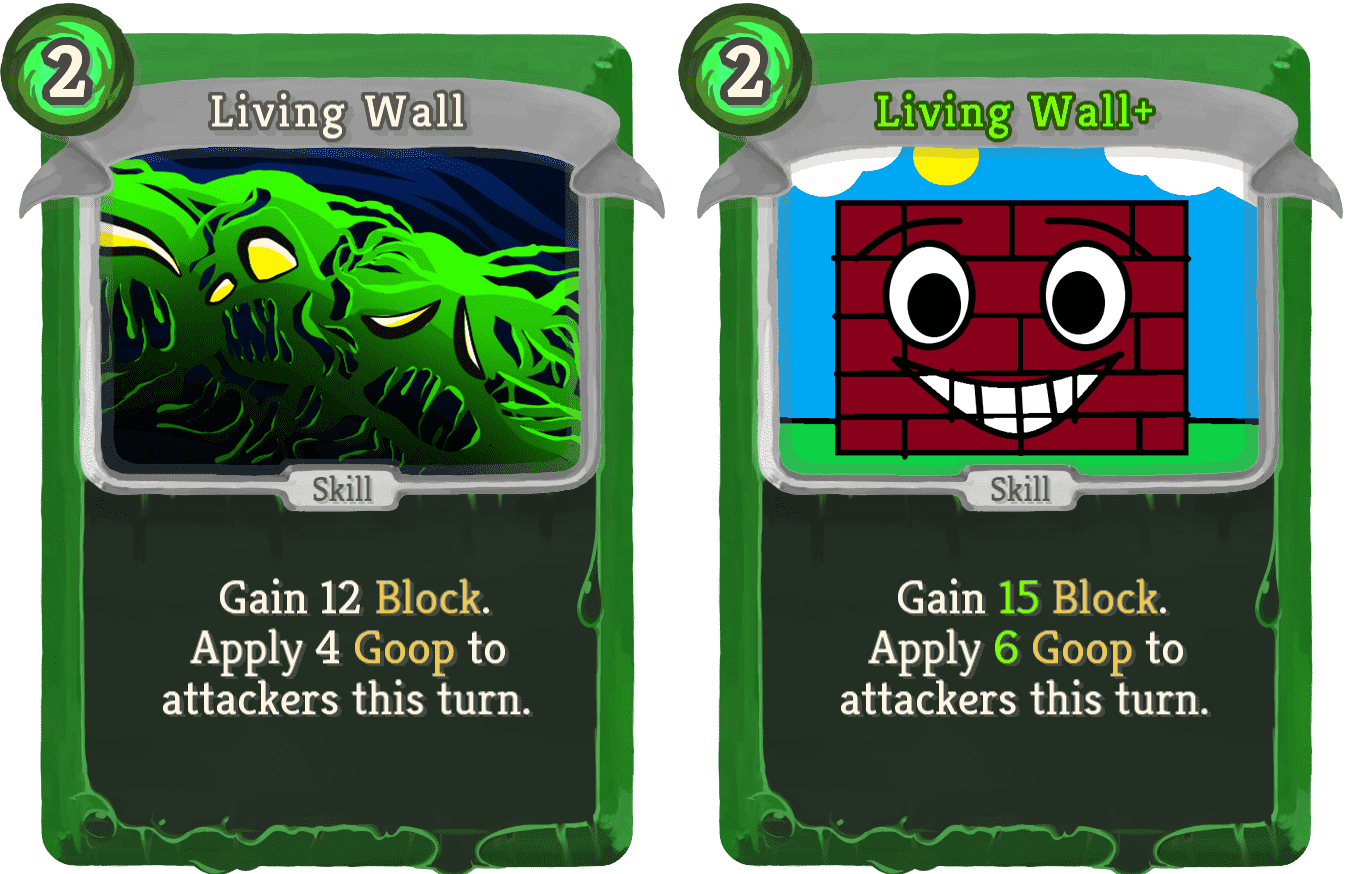 2
Living Wall
Skill
Gain 12 Block.
Apply 4 Goop to
attackers this turn.
2
Living Wall+
Skill
Gain 15 Block.
Apply 6 Goop to
attackers this turn.